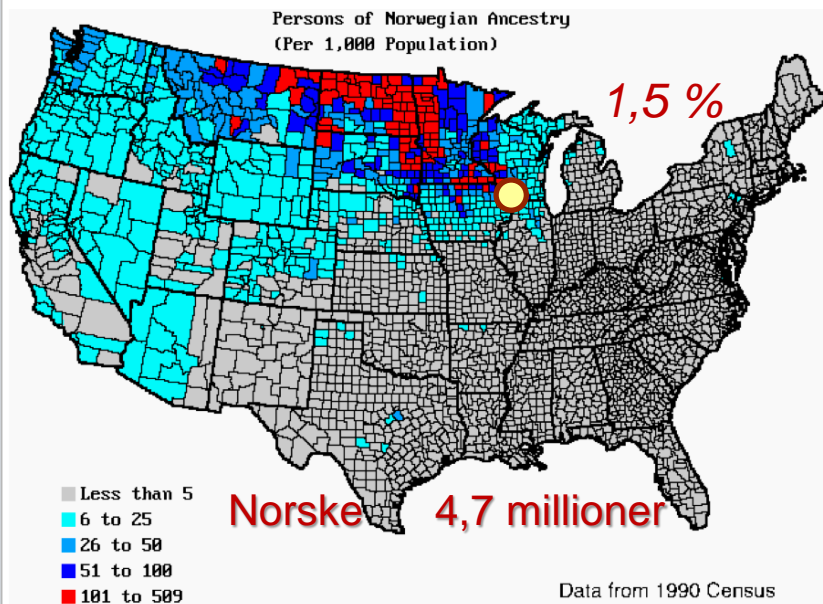 Persons of Norwegian Ancestry
(Per 1,000 Population)
1,5 %
Less than 5
6 to 25
26 to 50
51 to 100
101 to 509
Norske 4,7 millioner
Data from 1990 Census